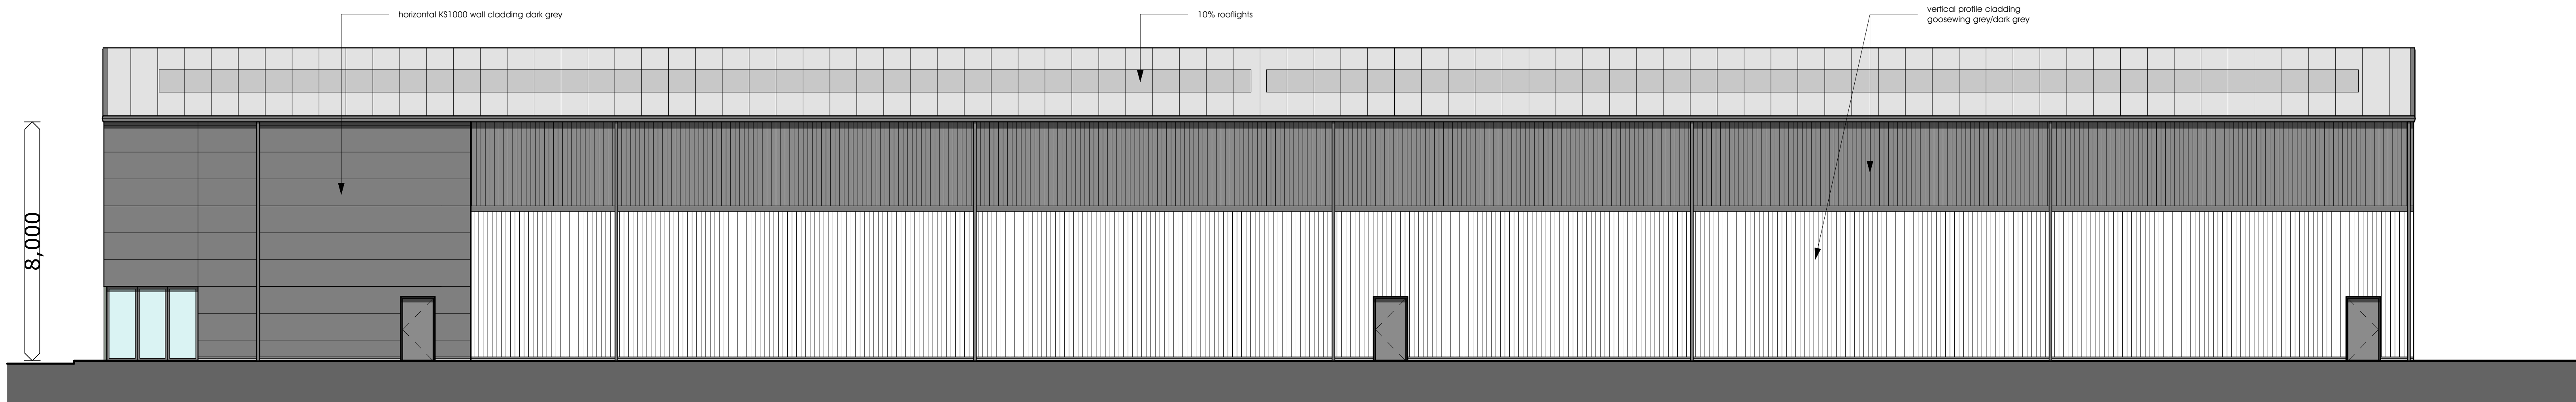 horizontal KS1000 wall cladding dark grey
10% rooflights
vertical profile cladding
goosewing grey/dark grey
8,000